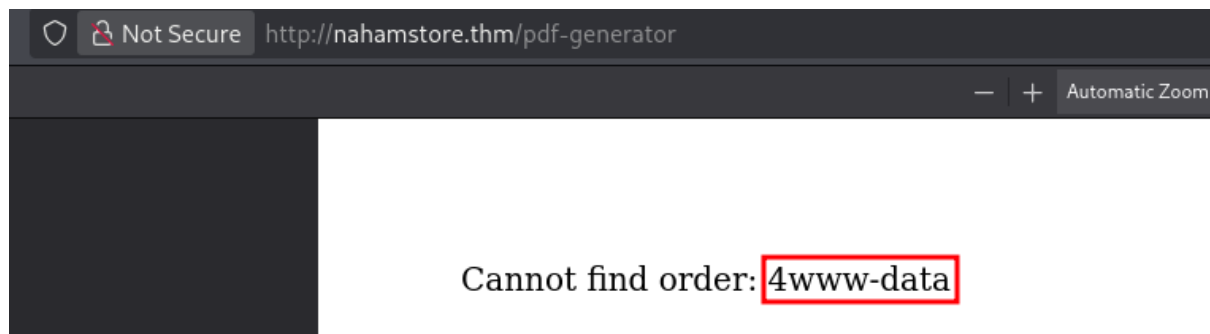 Not Secure http://nahamstore.thm/pdf-generator
Automatic Zoom
Cannot find order: 4www-data